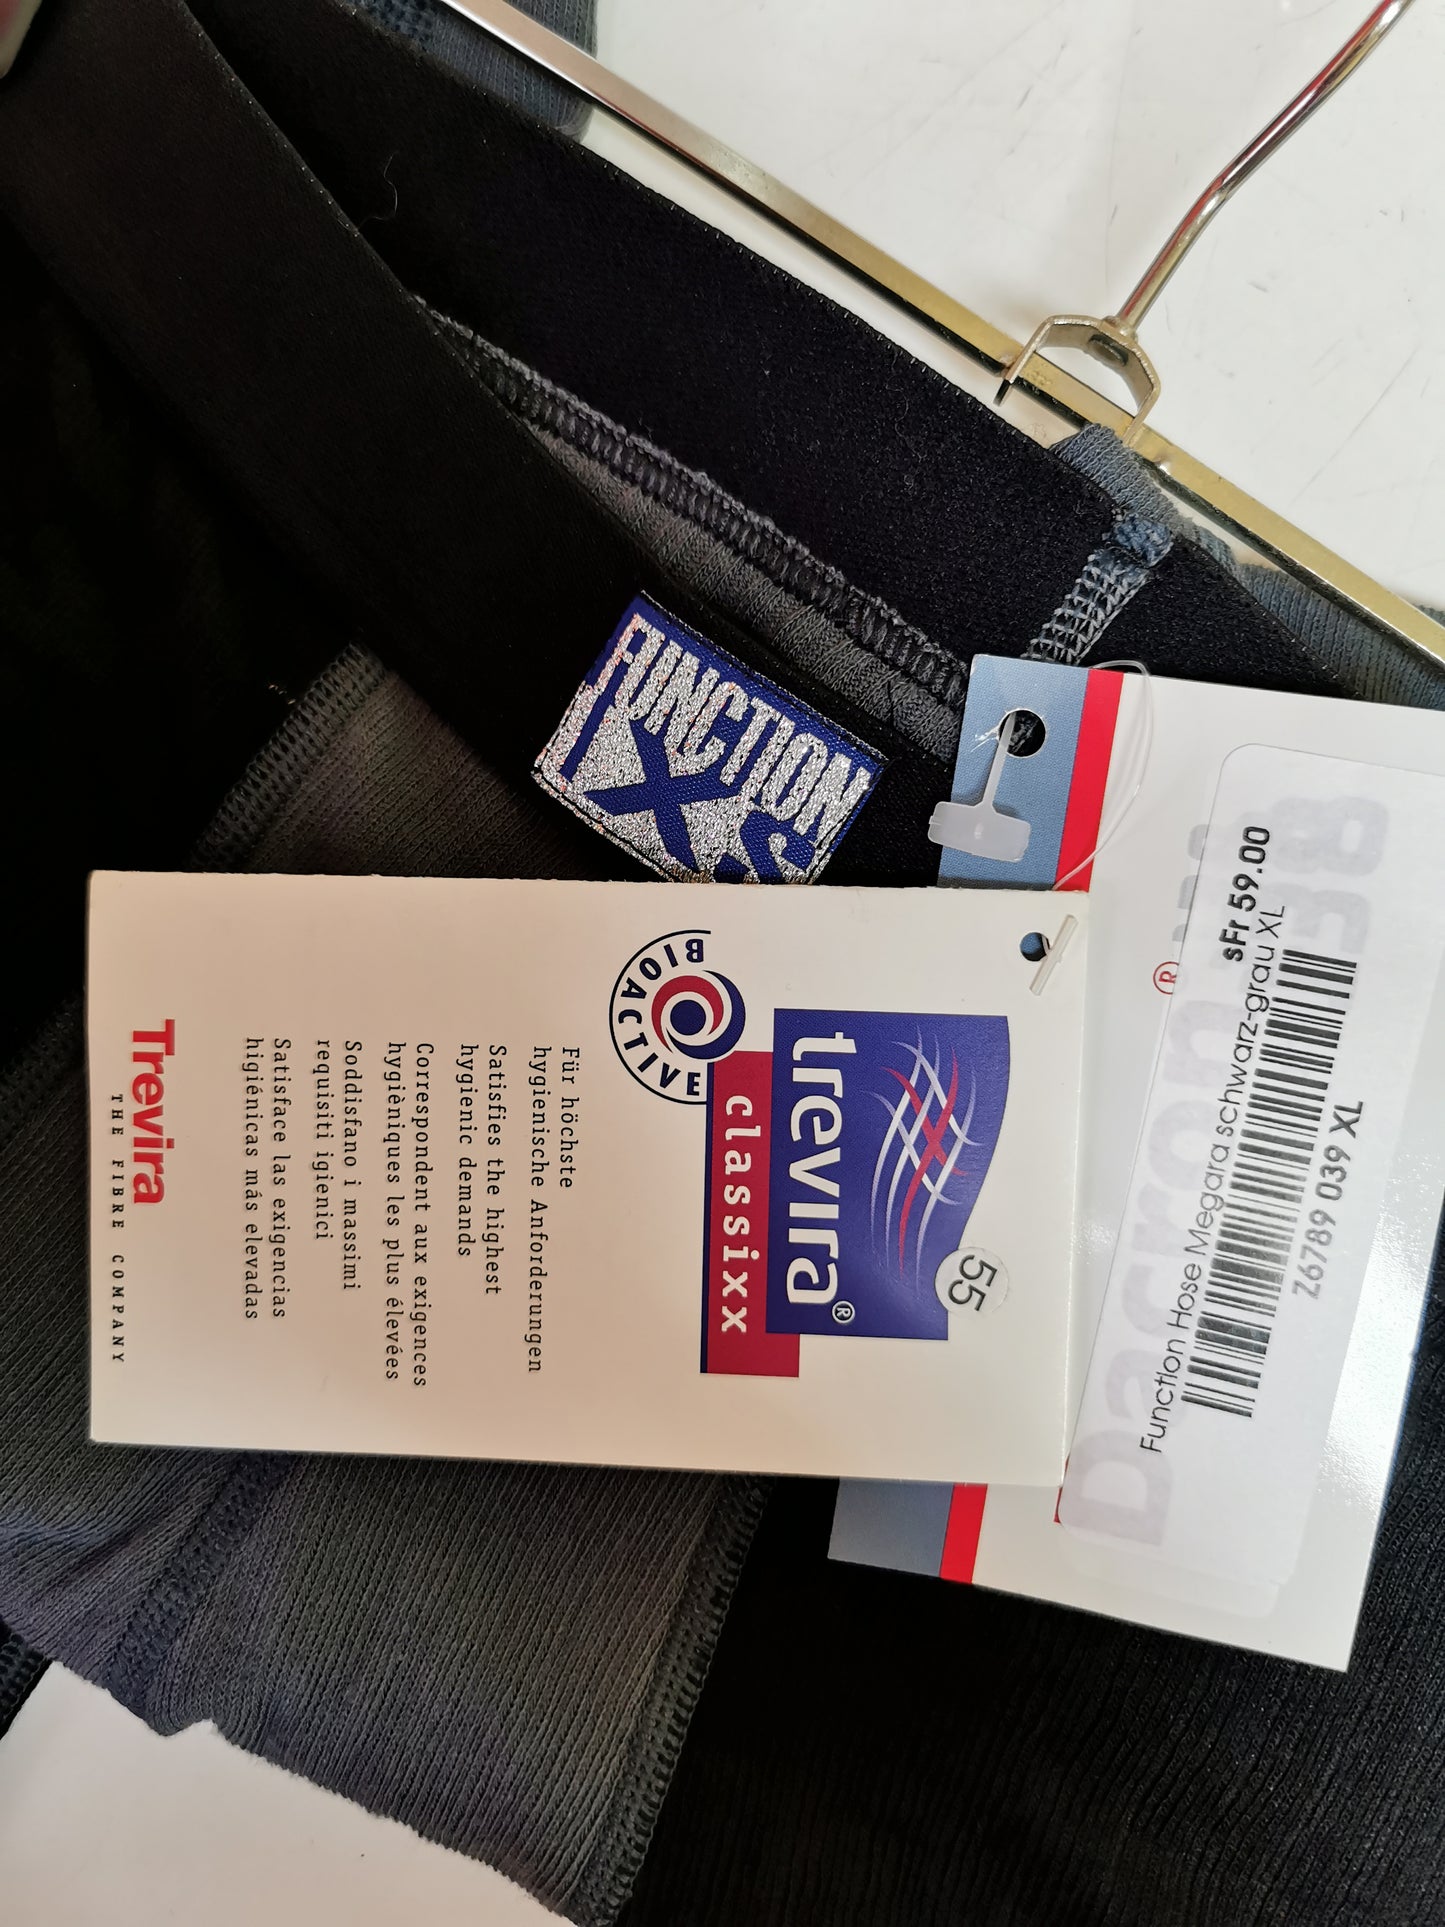 FUNCTION
XS
trevira®
classixx
BIOACTIVE
55
Für höchste
hygienische Anforderungen
Satisfies the highest
hygienic demands
Correspondent aux exigences
hygièniques les plus élevées
Soddisfano i massimi
requisiti igienici
Satisface las exigencias
higiénicas más elevadas
Trevira
THE FIBRE COMPANY
sFr 59.00
Function Hose Megara schwarz-grau XL
Z6789 039 XL
Dacron
®